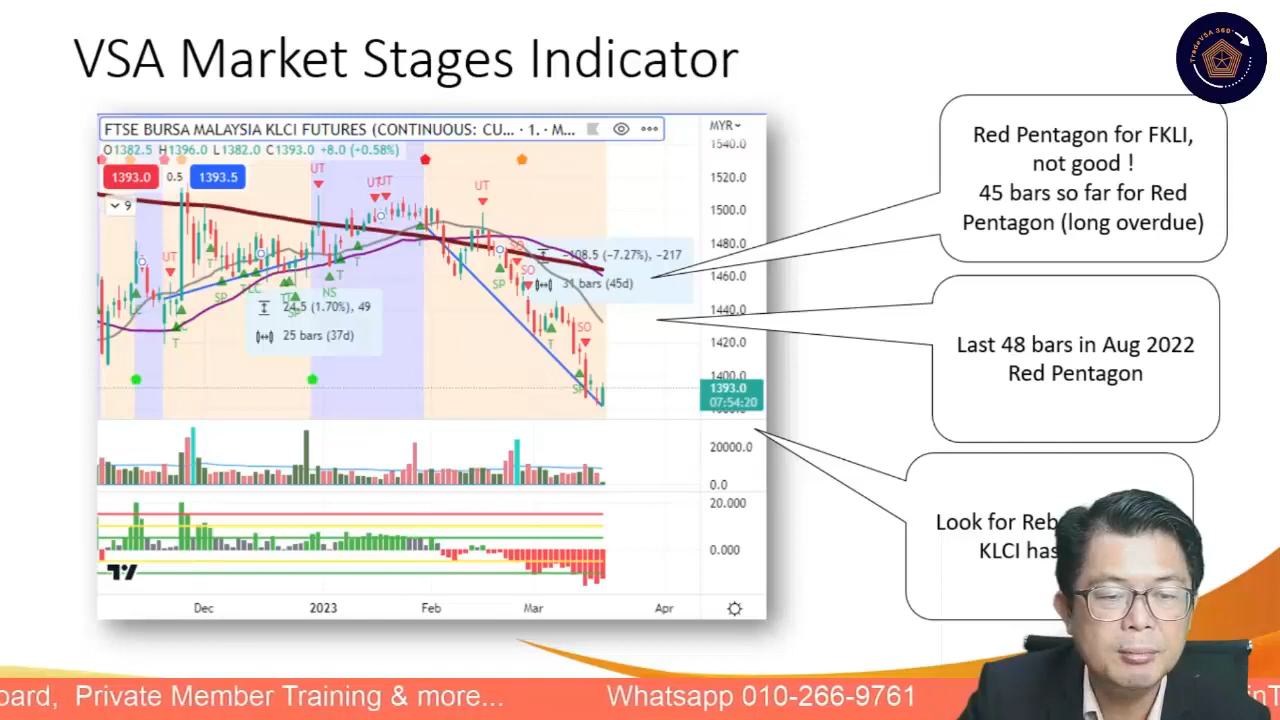 VSA Market Stages Indicator
TradeVSA 360°
FTSE BURSA MALAYSIA KLCI FUTURES (CONTINUOUS: CU... · 1. · M...
MYR
O1382.5 H1396.0 L1382.0 C1393.0 +8.0 (+0.58%)
1393.0 0.5 1393.5
9
1540.0
1520.0
1500.0
1480.0
1460.0
1440.0
1420.0
1400.0
1393.0
07:54:20
UT
UT
UT
UT
UT
SO
SO
SO
T
T
T
T
T
SP
SP
SP
NS
−108.5 (−7.27%), −217
31 bars (45d)
24.5 (1.70%), 49
25 bars (37d)
20000.0
0.0
20.000
0.000
Dec 2023 Feb Mar Apr
Red Pentagon for FKLI,
not good !
45 bars so far for Red
Pentagon (long overdue)
Last 48 bars in Aug 2022
Red Pentagon
Look for
KLCI has
oard, Private Member Training & more... Whatsapp 010-266-9761